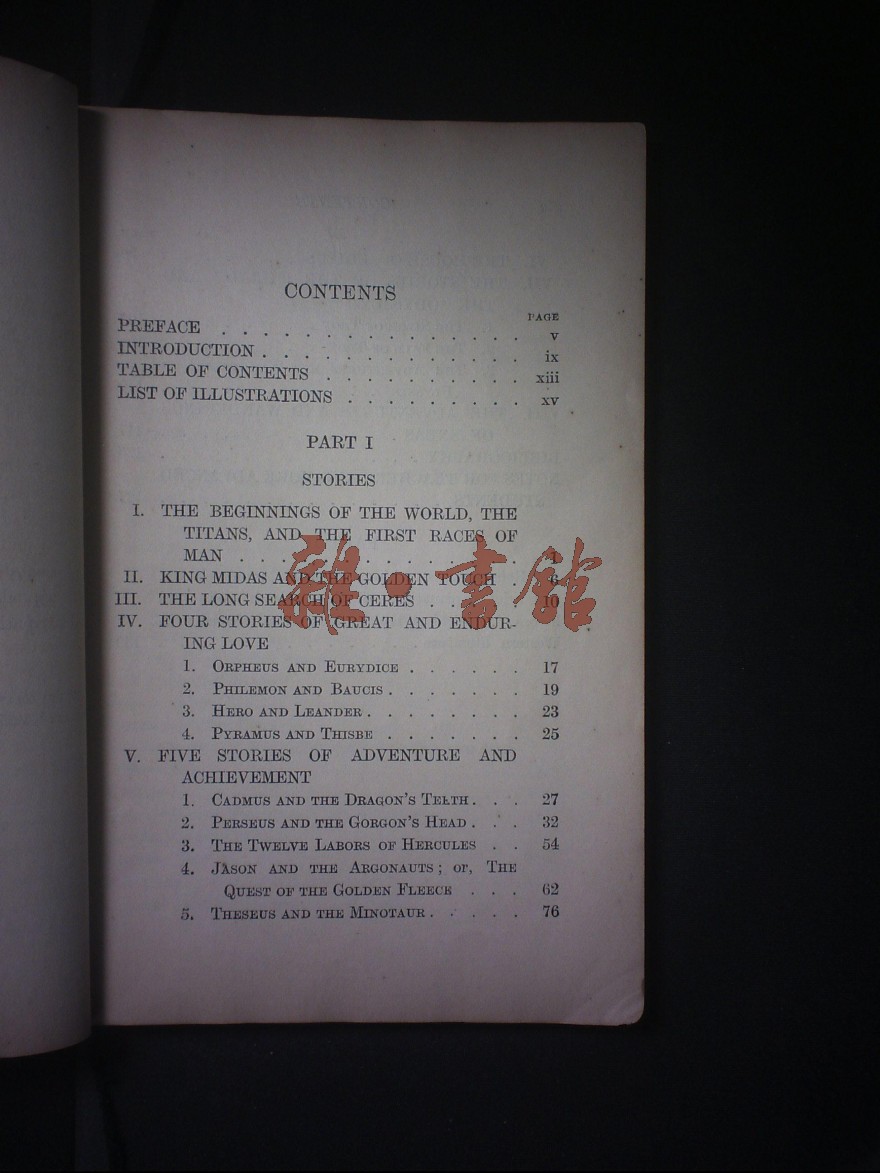 CONTENTS
PAGE
PREFACE . . . . . . . . . . . . . v
INTRODUCTION . . . . . . . . . . . . ix
TABLE OF CONTENTS . . . . . . . . . xiii
LIST OF ILLUSTRATIONS . . . . . . . . . xv
PART I
STORIES
I. THE BEGINNINGS OF THE WORLD, THE
TITANS, AND THE FIRST RACES OF
MAN . . . . . . . . . . . . . 1
II. KING MIDAS AND THE GOLDEN TOUCH . . 6
III. THE LONG SEARCH OF CERES . . . . . 10
IV. FOUR STORIES OF GREAT AND ENDUR-
ING LOVE
1. ORPHEUS AND EURYDICE . . . . . . 17
2. PHILEMON AND BAUCIS . . . . . . . 19
3. HERO AND LEANDER . . . . . . . . 23
4. PYRAMUS AND THISBE . . . . . . . 25
V. FIVE STORIES OF ADVENTURE AND
ACHIEVEMENT
1. CADMUS AND THE DRAGON'S TEETH . . . 27
2. PERSEUS AND THE GORGON'S HEAD . . . 32
3. THE TWELVE LABORS OF HERCULES . . 54
4. JASON AND THE ARGONAUTS; or, THE
QUEST OF THE GOLDEN FLEECE . . . 62
5. THESEUS AND THE MINOTAUR . . . . . 76
雜·書館